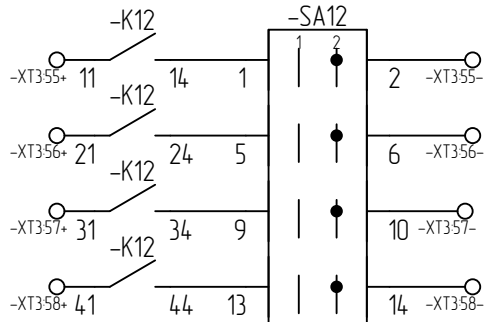 -SA12
-K12
1 2
-XT3:55+ 11 14 1 2 -XT3:55-
-K12
-XT3:56+ 21 24 5 6 -XT3:56-
-K12
-XT3:57+ 31 34 9 10 -XT3:57-
-K12
-XT3:58+ 41 44 13 14 -XT3:58-